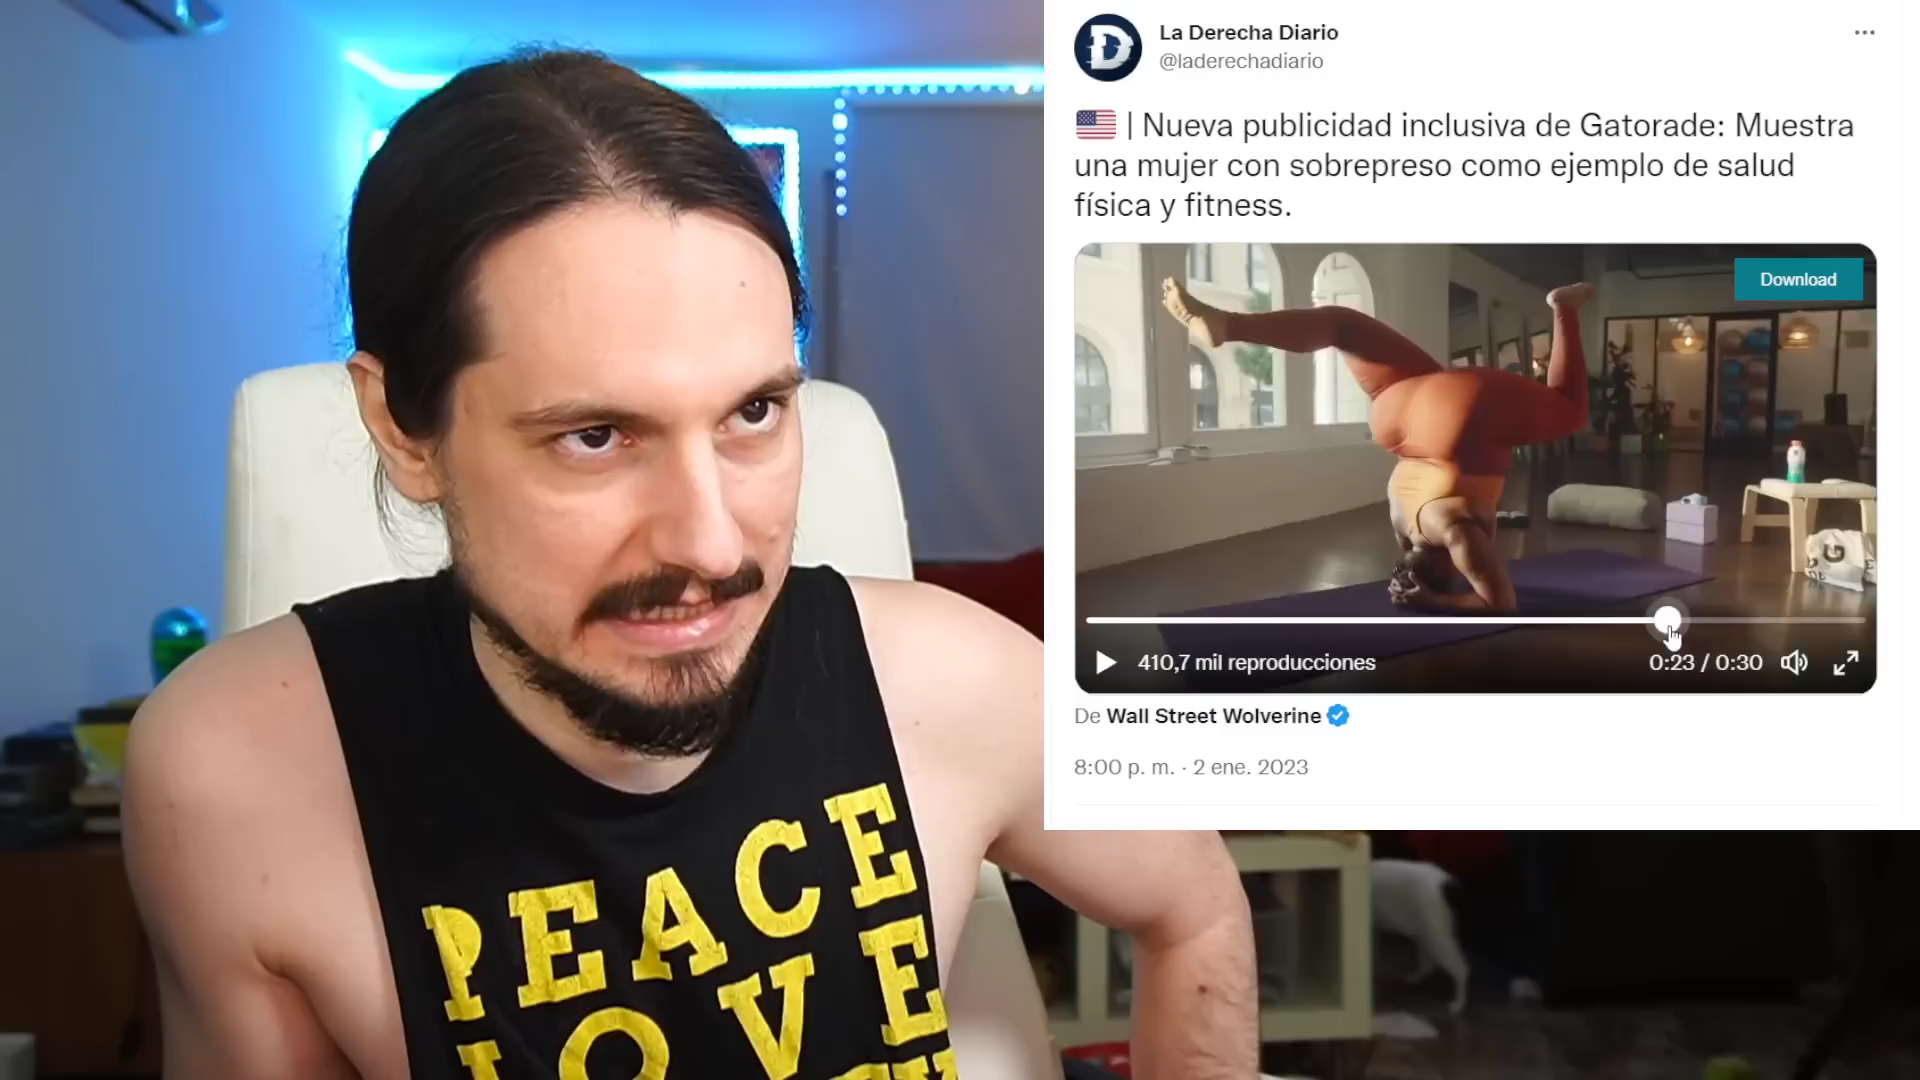 La Derecha Diario
@laderechadiario
| Nueva publicidad inclusiva de Gatorade: Muestra
una mujer con sobrepreso como ejemplo de salud
física y fitness.
Download
G
410,7 mil reproducciones
0:23 / 0:30
De Wall Street Wolverine
8:00 p. m. · 2 ene. 2023
PEACE
LOVE